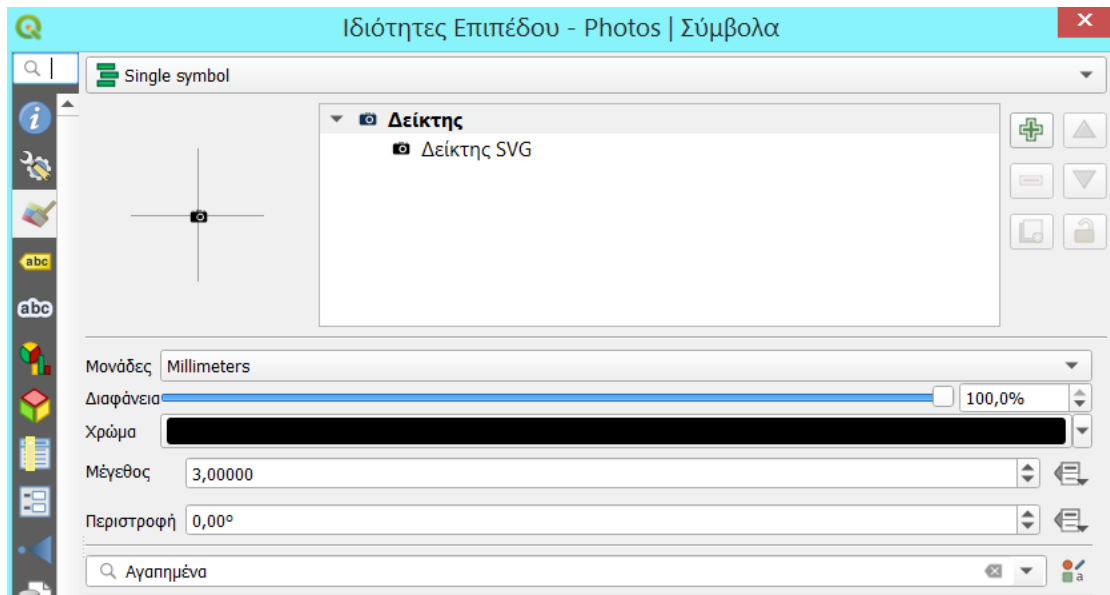 Ιδιότητες Επιπέδου - Photos | Σύμβολα
Single symbol
Δείκτης
Δείκτης SVG
abc
abc
Μονάδες Millimeters
Διαφάνεια 100,0%
Χρώμα
Μέγεθος 3,00000
Περιστροφή 0,00°
Αγαπημένα
a